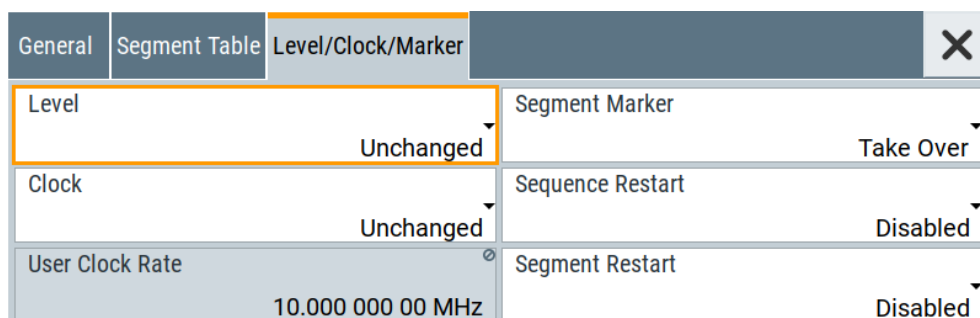 General Segment Table Level/Clock/Marker
Level
Unchanged
Segment Marker
Take Over
Clock
Unchanged
Sequence Restart
Disabled
User Clock Rate
10.000 000 00 MHz
Segment Restart
Disabled